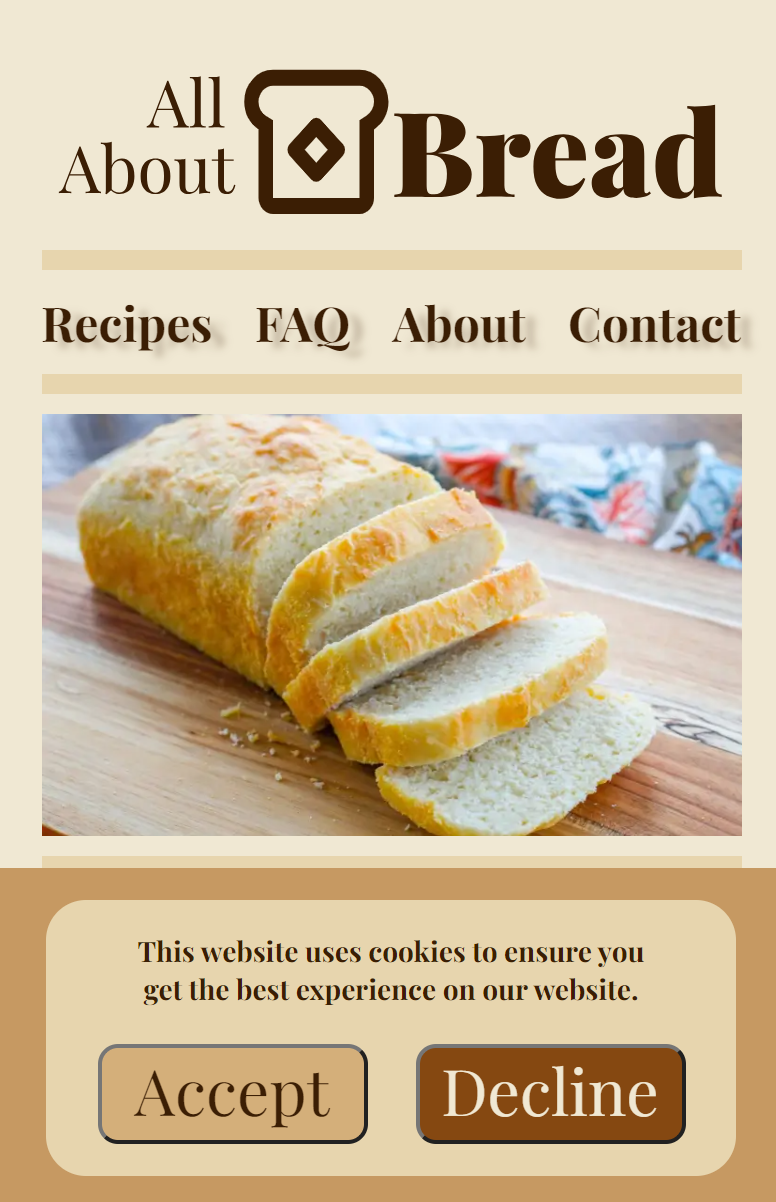 All
About
Bread
Recipes FAQ About Contact
This website uses cookies to ensure you
get the best experience on our website.
Accept Decline